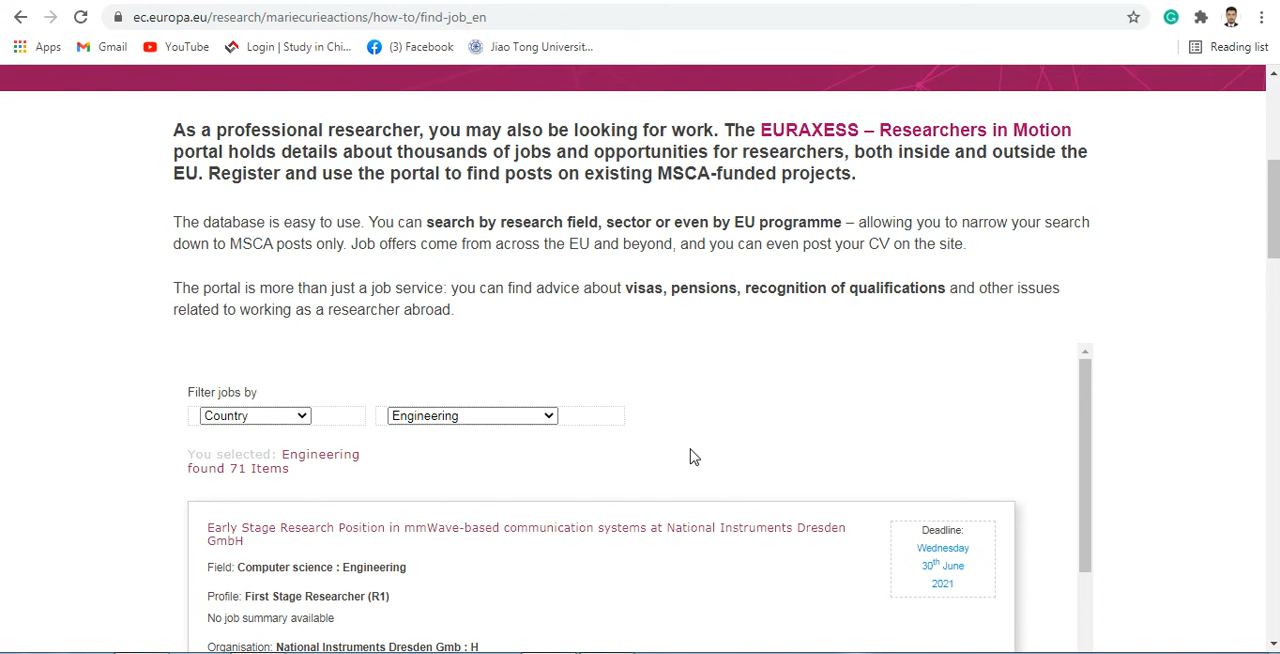 ec.europa.eu/research/mariecurieactions/how-to/find-job_en
Apps Gmail YouTube Login | Study in Chi... (3) Facebook Jiao Tong Universit... Reading list
As a professional researcher, you may also be looking for work. The EURAXESS – Researchers in Motion
portal holds details about thousands of jobs and opportunities for researchers, both inside and outside the
EU. Register and use the portal to find posts on existing MSCA-funded projects.
The database is easy to use. You can search by research field, sector or even by EU programme – allowing you to narrow your search
down to MSCA posts only. Job offers come from across the EU and beyond, and you can even post your CV on the site.
The portal is more than just a job service: you can find advice about visas, pensions, recognition of qualifications and other issues
related to working as a researcher abroad.
Filter jobs by
Country Engineering
You selected: Engineering
found 71 Items
Early Stage Research Position in mmWave-based communication systems at National Instruments Dresden
GmbH
Field: Computer science : Engineering
Profile: First Stage Researcher (R1)
No job summary available
Organisation: National Instruments Dresden Gmb : H
Deadline:
Wednesday
30th June
2021